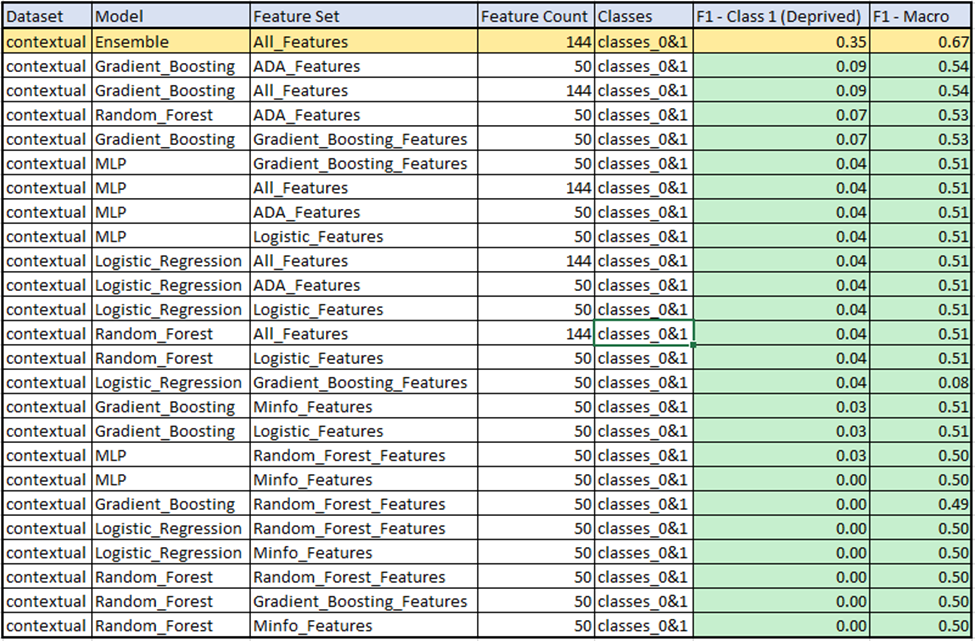 Dataset Model Feature Set Feature Count Classes F1 - Class 1 (Deprived) F1 - Macro
contextual Ensemble All_Features 144 classes_0&1 0.35 0.67
contextual Gradient_Boosting ADA_Features 50 classes_0&1 0.09 0.54
contextual Gradient_Boosting All_Features 144 classes_0&1 0.09 0.54
contextual Random_Forest ADA_Features 50 classes_0&1 0.07 0.53
contextual Gradient_Boosting Gradient_Boosting_Features 50 classes_0&1 0.07 0.53
contextual MLP Gradient_Boosting_Features 50 classes_0&1 0.04 0.51
contextual MLP All_Features 144 classes_0&1 0.04 0.51
contextual MLP ADA_Features 50 classes_0&1 0.04 0.51
contextual MLP Logistic_Features 50 classes_0&1 0.04 0.51
contextual Logistic_Regression All_Features 144 classes_0&1 0.04 0.51
contextual Logistic_Regression ADA_Features 50 classes_0&1 0.04 0.51
contextual Logistic_Regression Logistic_Features 50 classes_0&1 0.04 0.51
contextual Random_Forest All_Features 144 classes_0&1 0.04 0.51
contextual Random_Forest Logistic_Features 50 classes_0&1 0.04 0.51
contextual Logistic_Regression Gradient_Boosting_Features 50 classes_0&1 0.04 0.08
contextual Gradient_Boosting Minfo_Features 50 classes_0&1 0.03 0.51
contextual Gradient_Boosting Logistic_Features 50 classes_0&1 0.03 0.51
contextual MLP Random_Forest_Features 50 classes_0&1 0.03 0.50
contextual MLP Minfo_Features 50 classes_0&1 0.00 0.50
contextual Gradient_Boosting Random_Forest_Features 50 classes_0&1 0.00 0.49
contextual Logistic_Regression Random_Forest_Features 50 classes_0&1 0.00 0.50
contextual Logistic_Regression Minfo_Features 50 classes_0&1 0.00 0.50
contextual Random_Forest Random_Forest_Features 50 classes_0&1 0.00 0.50
contextual Random_Forest Gradient_Boosting_Features 50 classes_0&1 0.00 0.50
contextual Random_Forest Minfo_Features 50 classes_0&1 0.00 0.50